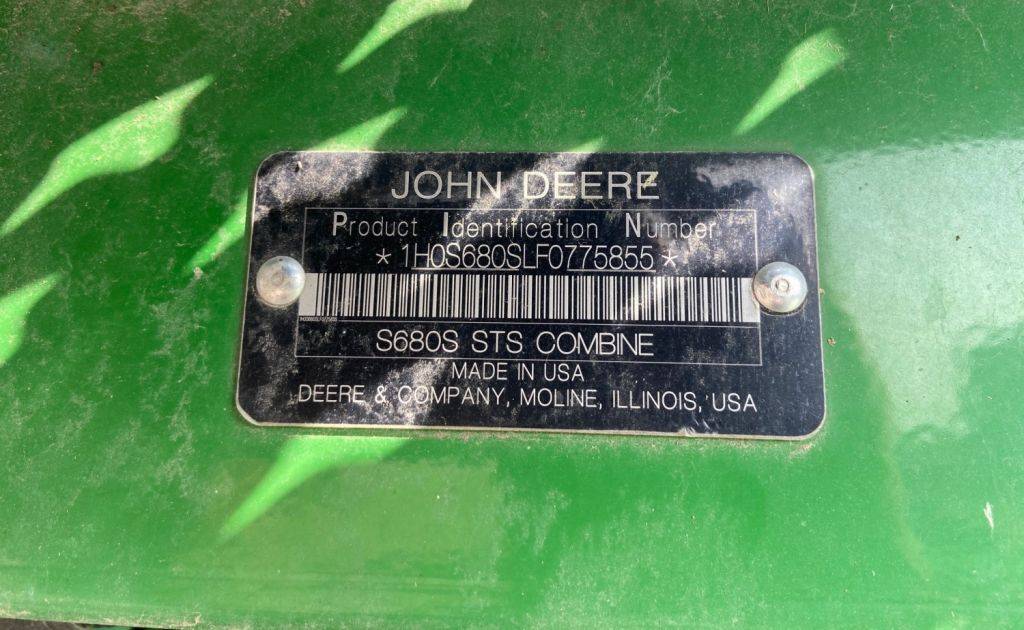 JOHN DEERE
Product Identification Number
*1H0S680SLF0775855*
S680S STS COMBINE
MADE IN USA
DEERE & COMPANY, MOLINE, ILLINOIS, USA